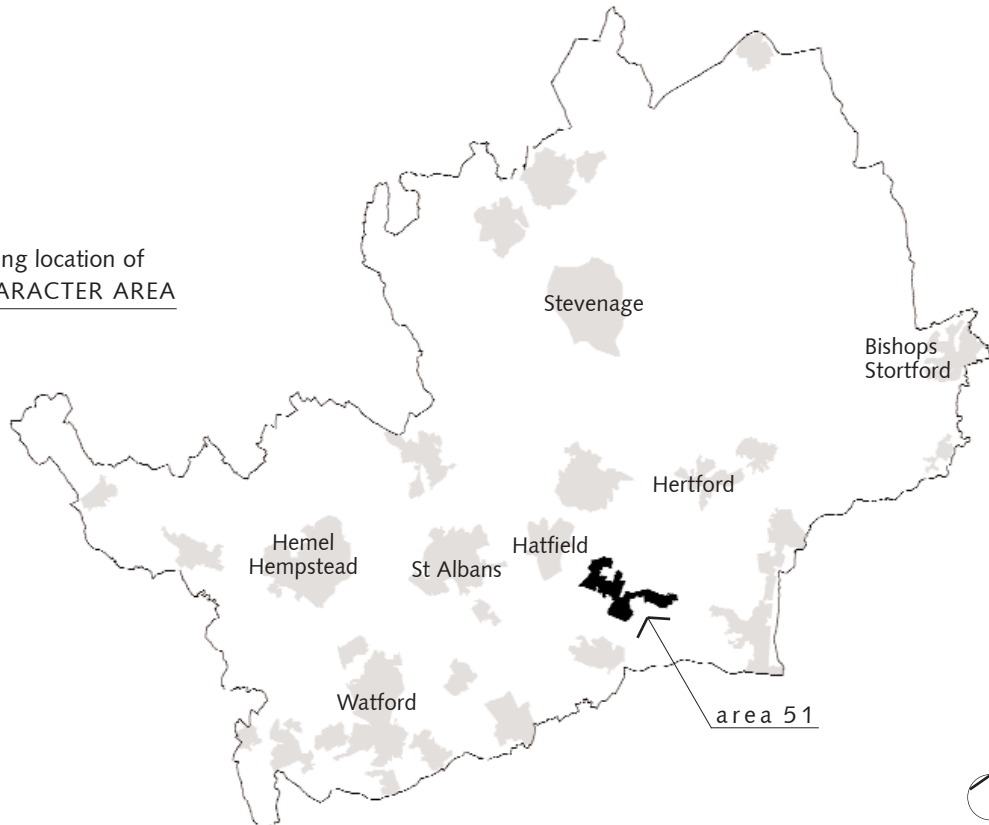 ng location of
ARACTER AREA
Stevenage
Bishops
Stortford
Hertford
Hatfield
Hemel
Hempstead
St Albans
Watford
area 51